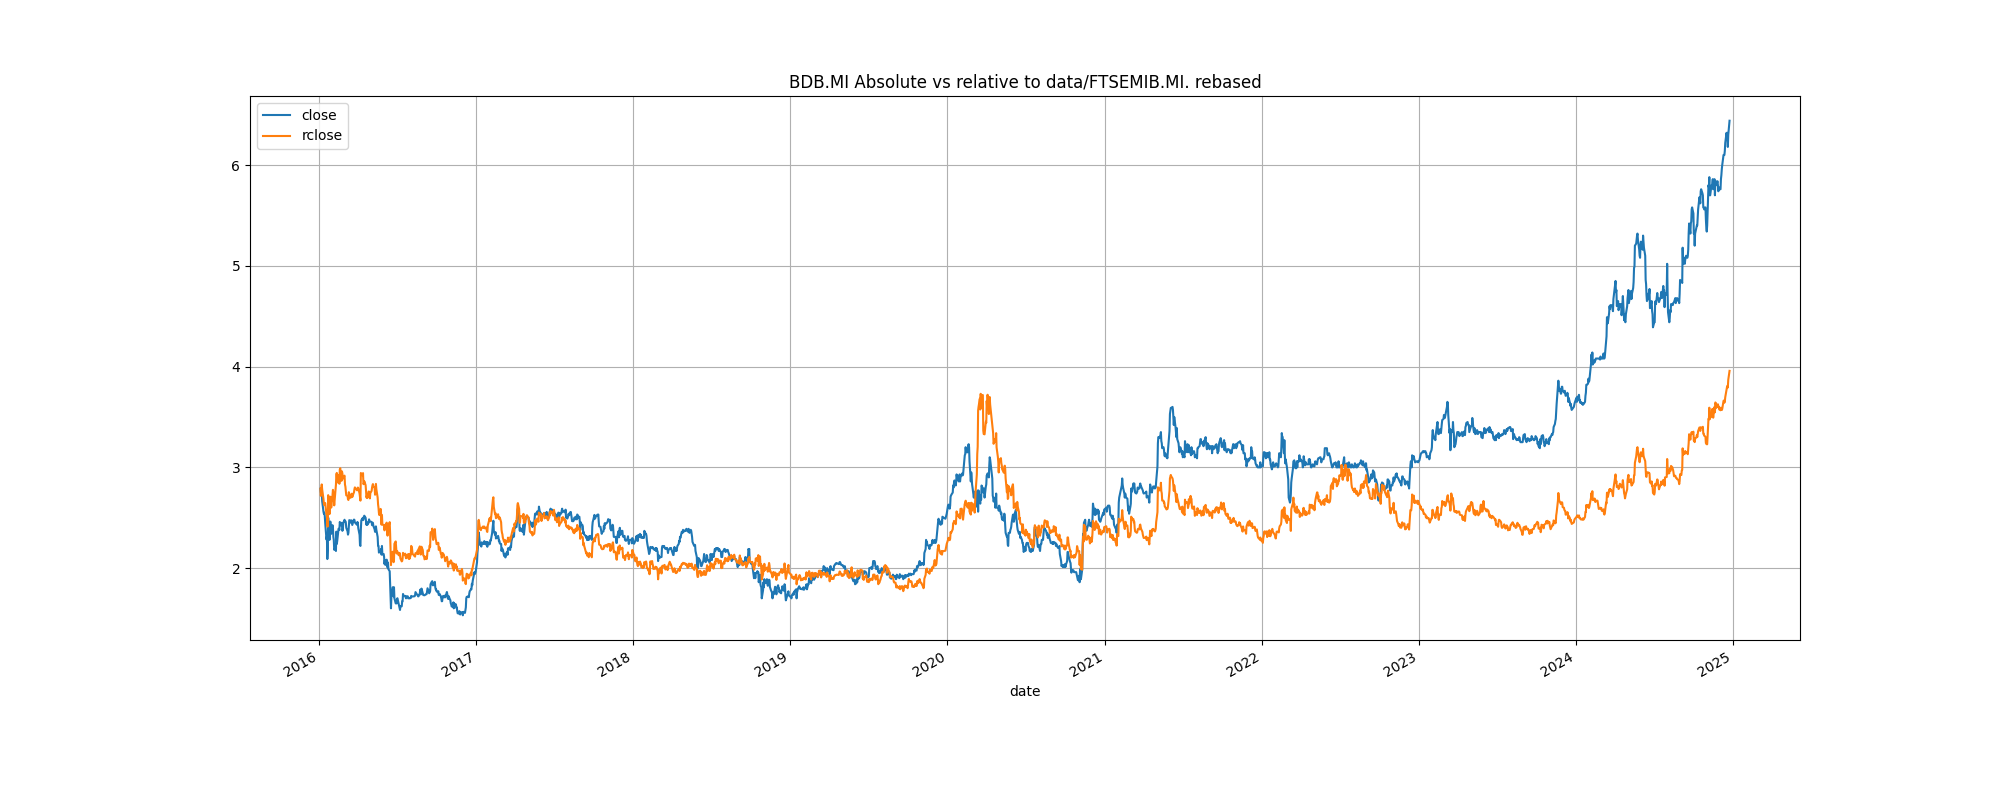 BDB.MI Absolute vs relative to data/FTSEMIB.MI. rebased
close
rclose
6
5
4
3
2
2016 2017 2018 2019 2020 2021 2022 2023 2024 2025
date